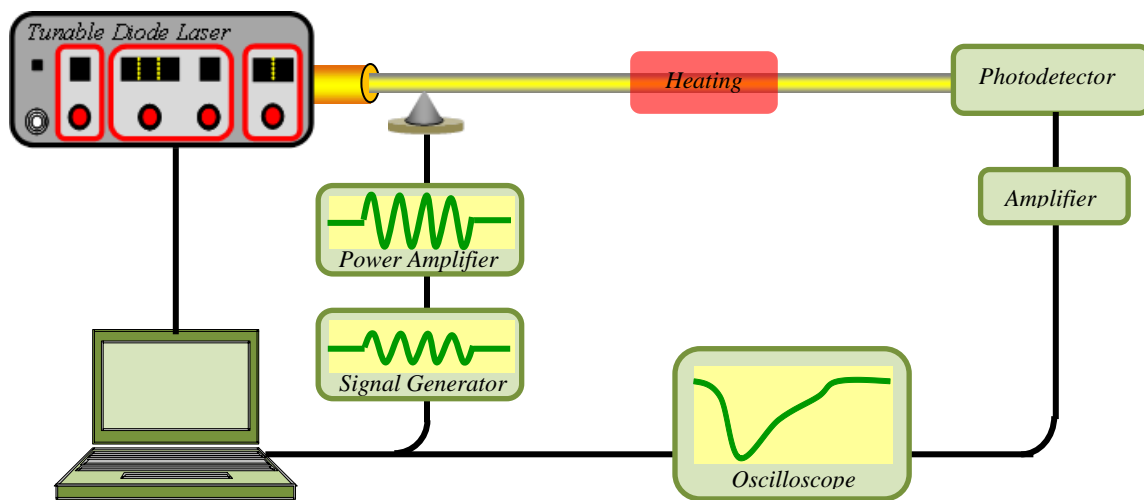 Tunable Diode Laser
Heating
Photodetector
Amplifier
Power Amplifier
Signal Generator
Oscilloscope